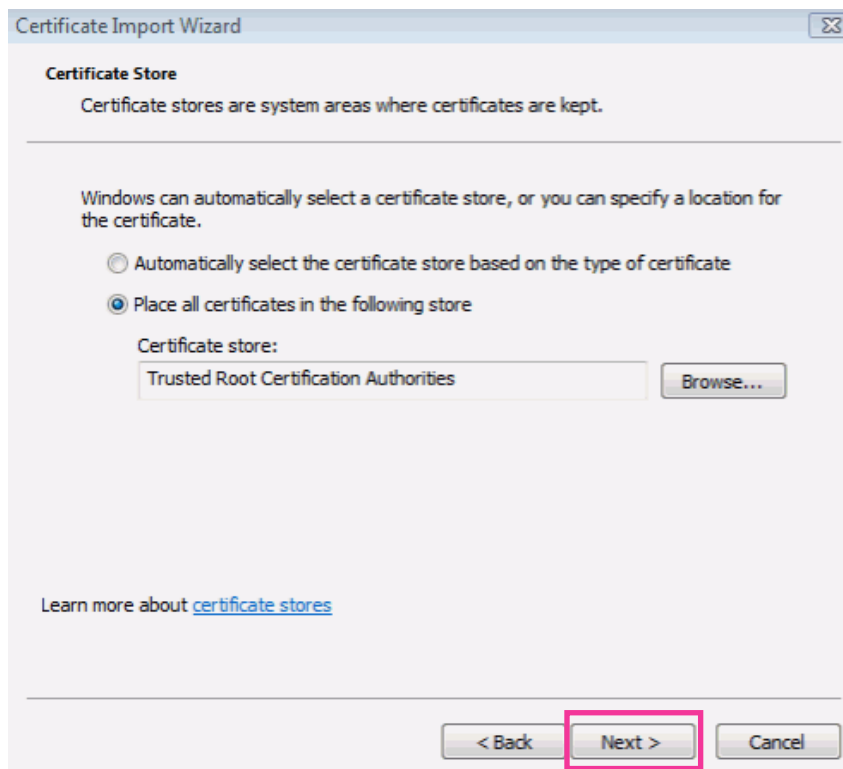 Certificate Import Wizard
Certificate Store
Certificate stores are system areas where certificates are kept.
Windows can automatically select a certificate store, or you can specify a location for
the certificate.
Automatically select the certificate store based on the type of certificate
Place all certificates in the following store
Certificate store:
Trusted Root Certification Authorities
Browse...
Learn more about certificate stores
< Back
Next >
Cancel